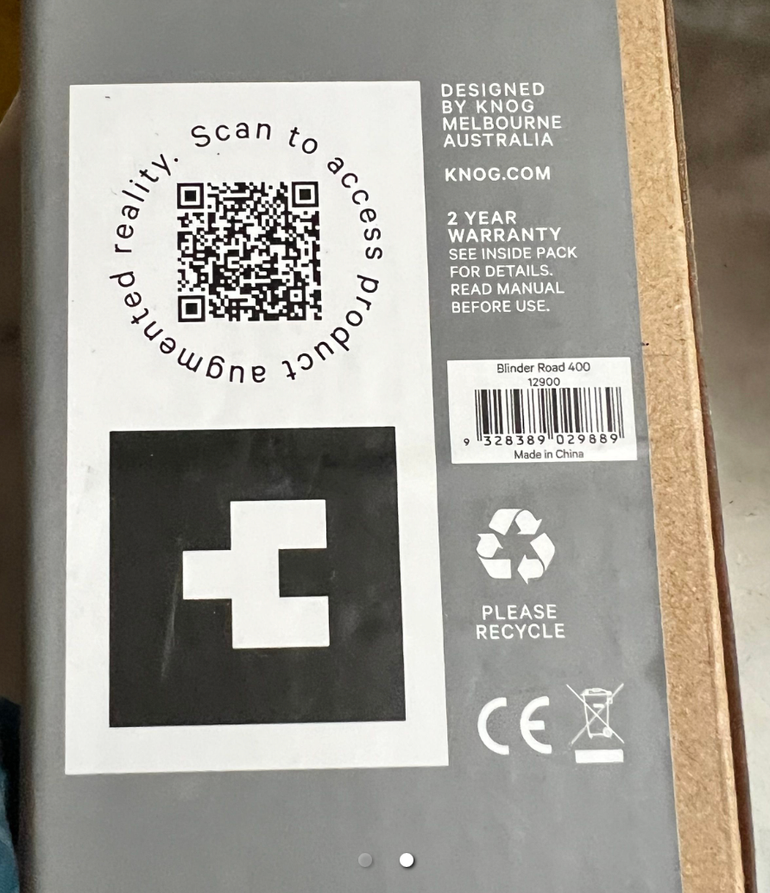 Scan to access product augmented reality.
DESIGNED
BY KNOG
MELBOURNE
AUSTRALIA
KNOG.COM
2 YEAR
WARRANTY
SEE INSIDE PACK
FOR DETAILS.
READ MANUAL
BEFORE USE.
Blinder Road 400
12900
9 328389 029889
Made in China
PLEASE
RECYCLE
CE